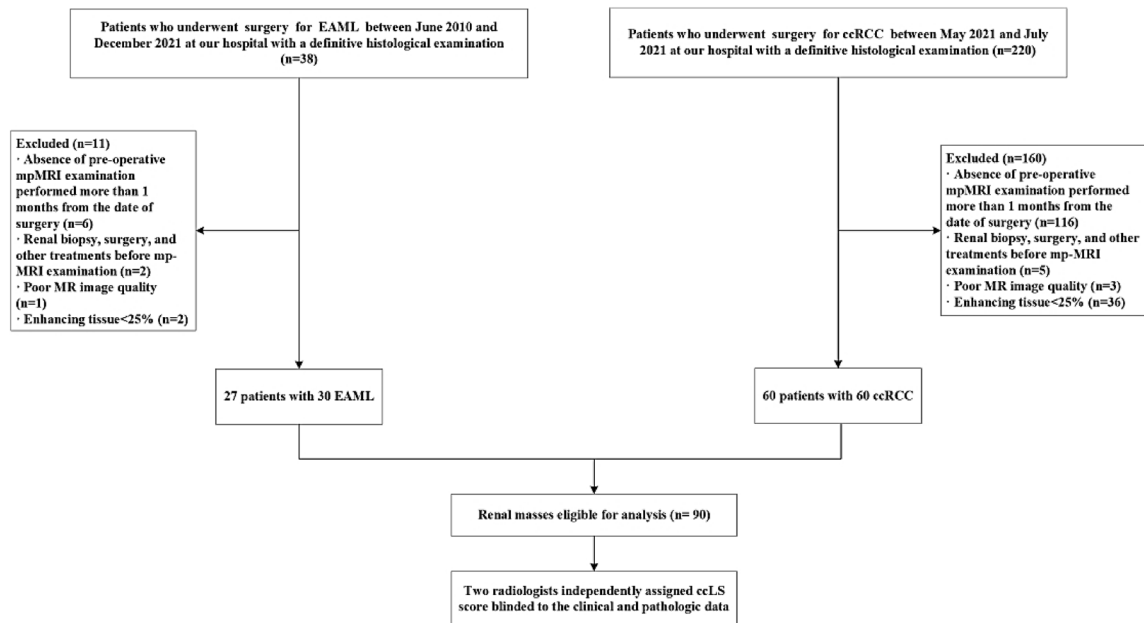 Patients who underwent surgery for EAML between June 2010 and
December 2021 at our hospital with a definitive histological examination
(n=38)
Patients who underwent surgery for ccRCC between May 2021 and July
2021 at our hospital with a definitive histological examination (n=220)
Excluded (n=11)
· Absence of pre-operative
mpMRI examination
performed more than 1
months from the date of
surgery (n=6)
· Renal biopsy, surgery, and
other treatments before mp-
MRI examination (n=2)
· Poor MR image quality
(n=1)
· Enhancing tissue<25% (n=2)
Excluded (n=160)
· Absence of pre-operative
mpMRI examination performed
more than 1 months from the
date of surgery (n=116)
· Renal biopsy, surgery, and other
treatments before mp-MRI
examination (n=5)
· Poor MR image quality (n=3)
· Enhancing tissue<25% (n=36)
27 patients with 30 EAML
60 patients with 60 ccRCC
Renal masses eligible for analysis (n= 90)
Two radiologists independently assigned ccLS
score blinded to the clinical and pathologic data